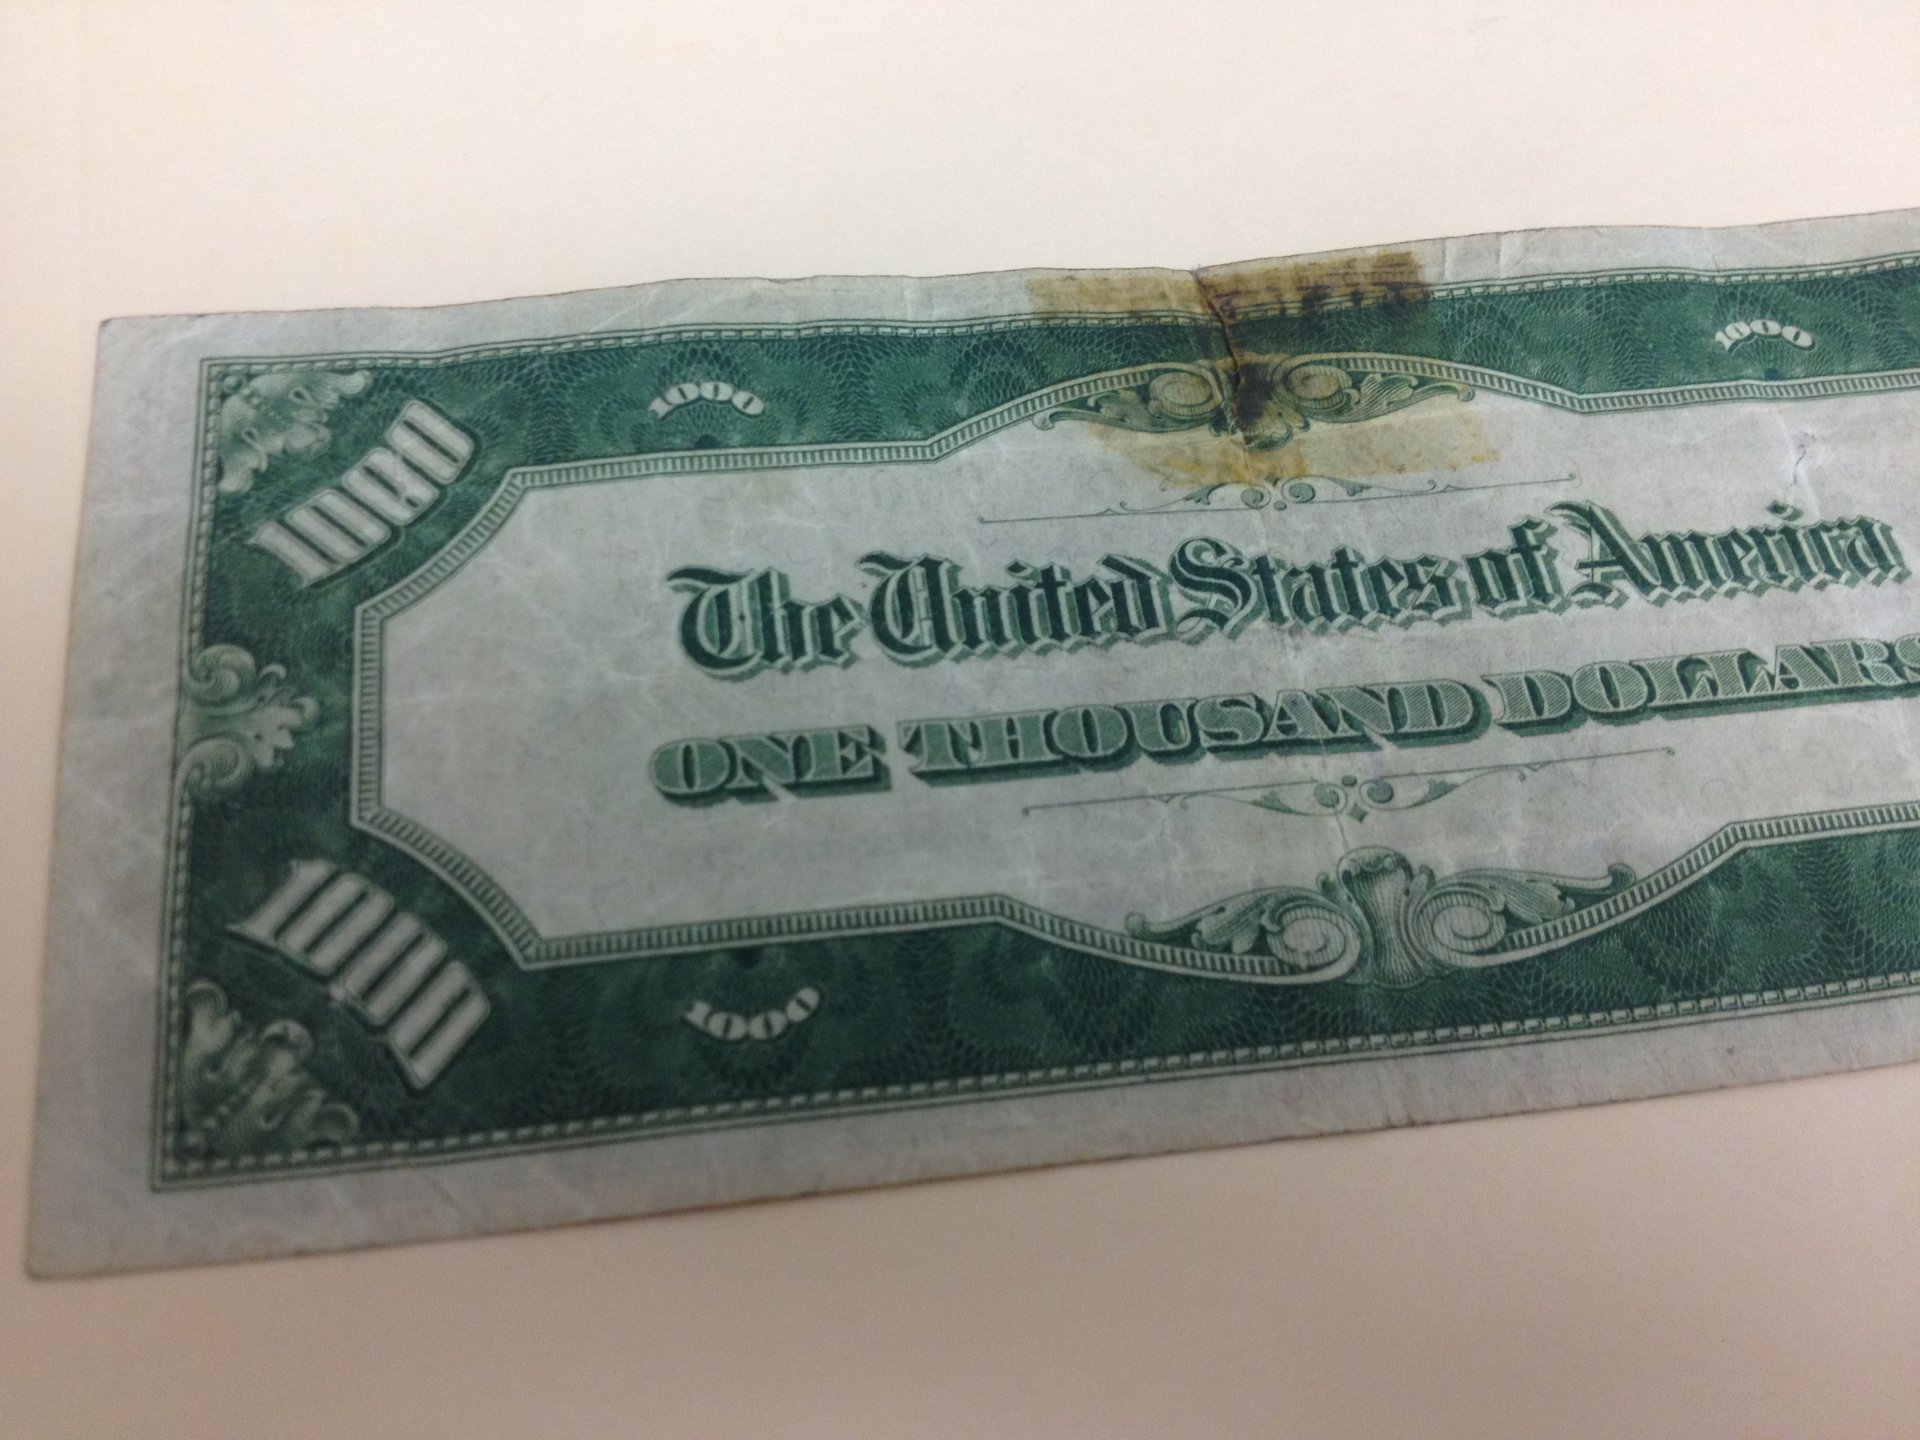 1000
1000
1000
The United States of America
ONE THOUSAND DOLLARS
1000
1000